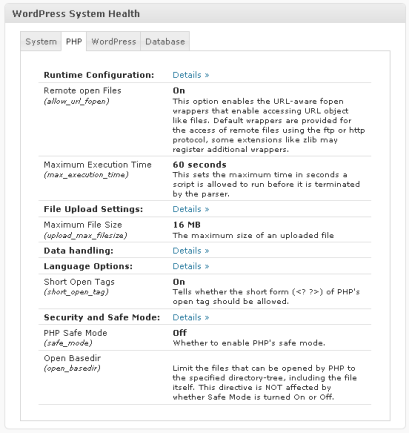 WordPress System Health
System PHP WordPress Database
Runtime Configuration: Details »
Remote open Files On
(allow_url_fopen) This option enables the URL-aware fopen
wrappers that enable accessing URL object
like files. Default wrappers are provided for
the access of remote files using the ftp or http
protocol, some extensions like zlib may
register additional wrappers.
Maximum Execution Time 60 seconds
(max_execution_time) This sets the maximum time in seconds a
script is allowed to run before it is terminated
by the parser.
File Upload Settings: Details »
Maximum File Size 16 MB
(upload_max_filesize) The maximum size of an uploaded file
Data handling: Details »
Language Options: Details »
Short Open Tags On
(short_open_tag) Tells whether the short form (<? ?>) of PHP's
open tag should be allowed.
Security and Safe Mode: Details »
PHP Safe Mode Off
(safe_mode) Whether to enable PHP's safe mode.
Open Basedir
(open_basedir) Limit the files that can be opened by PHP to
the specified directory-tree, including the file
itself. This directive is NOT affected by
whether Safe Mode is turned On or Off.